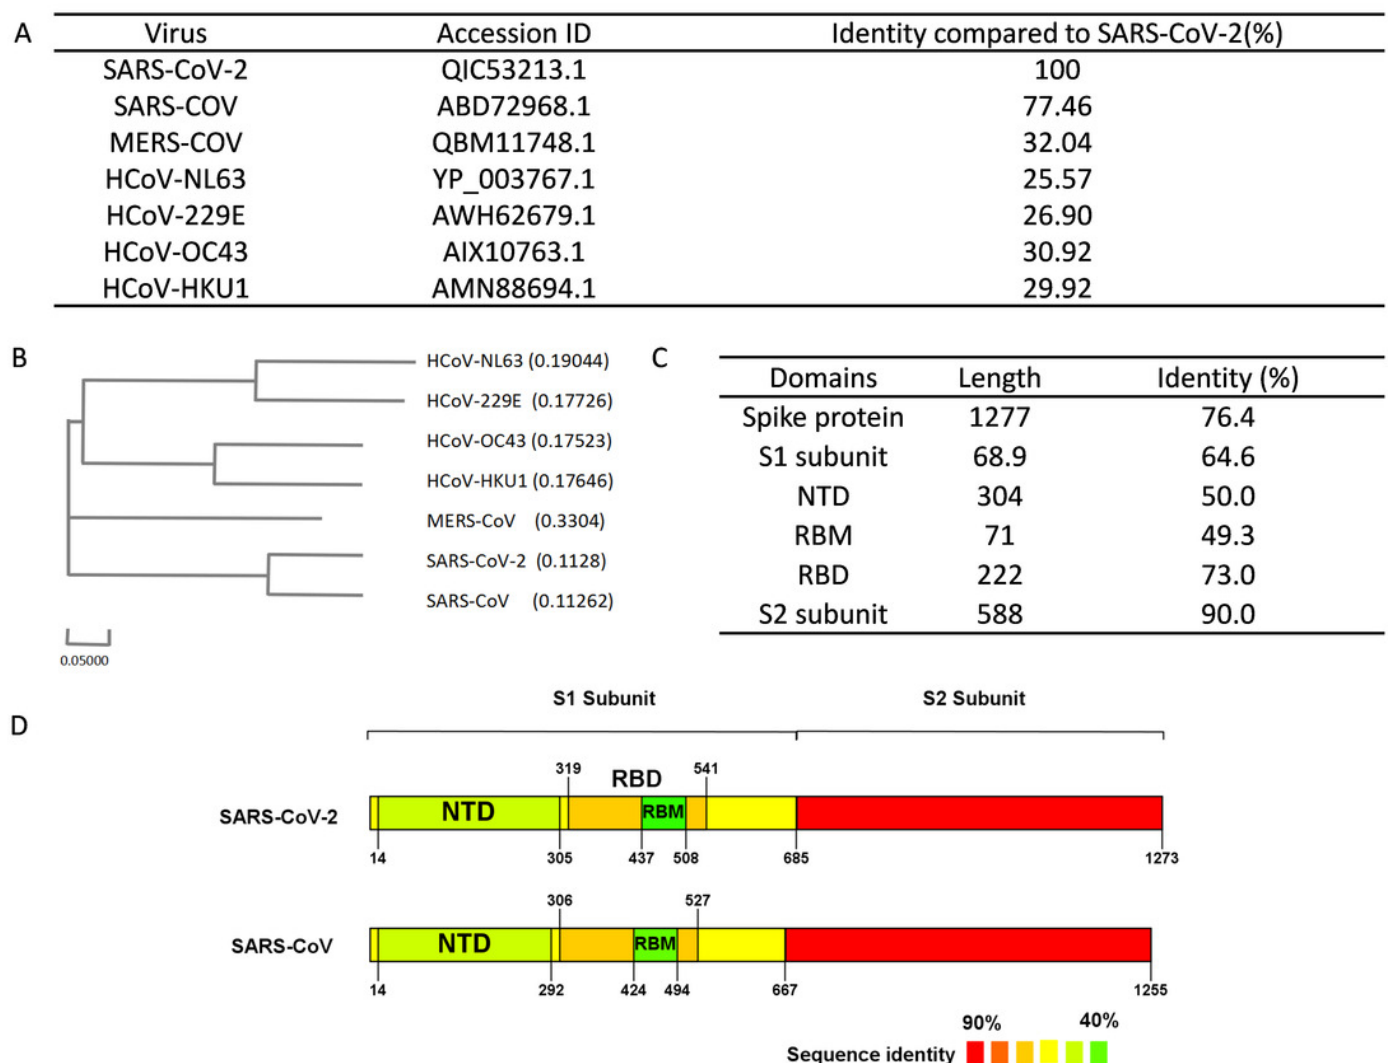 A
Virus Accession ID Identity compared to SARS-CoV-2(%)
SARS-CoV-2 QIC53213.1 100
SARS-COV ABD72968.1 77.46
MERS-COV QBM11748.1 32.04
HCoV-NL63 YP_003767.1 25.57
HCoV-229E AWH62679.1 26.90
HCoV-OC43 AIX10763.1 30.92
HCoV-HKU1 AMN88694.1 29.92
B
HCoV-NL63 (0.19044)
HCoV-229E (0.17726)
HCoV-OC43 (0.17523)
HCoV-HKU1 (0.17646)
MERS-CoV (0.3304)
SARS-CoV-2 (0.1128)
SARS-CoV (0.11262)
0.05000
C
Domains Length Identity (%)
Spike protein 1277 76.4
S1 subunit 68.9 64.6
NTD 304 50.0
RBM 71 49.3
RBD 222 73.0
S2 subunit 588 90.0
D
S1 Subunit S2 Subunit
319 RBD 541
SARS-CoV-2 NTD RBM
14 305 437 508 685 1273
306 527
SARS-CoV NTD RBM
14 292 424 494 667 1255
90% 40%
Sequence identity